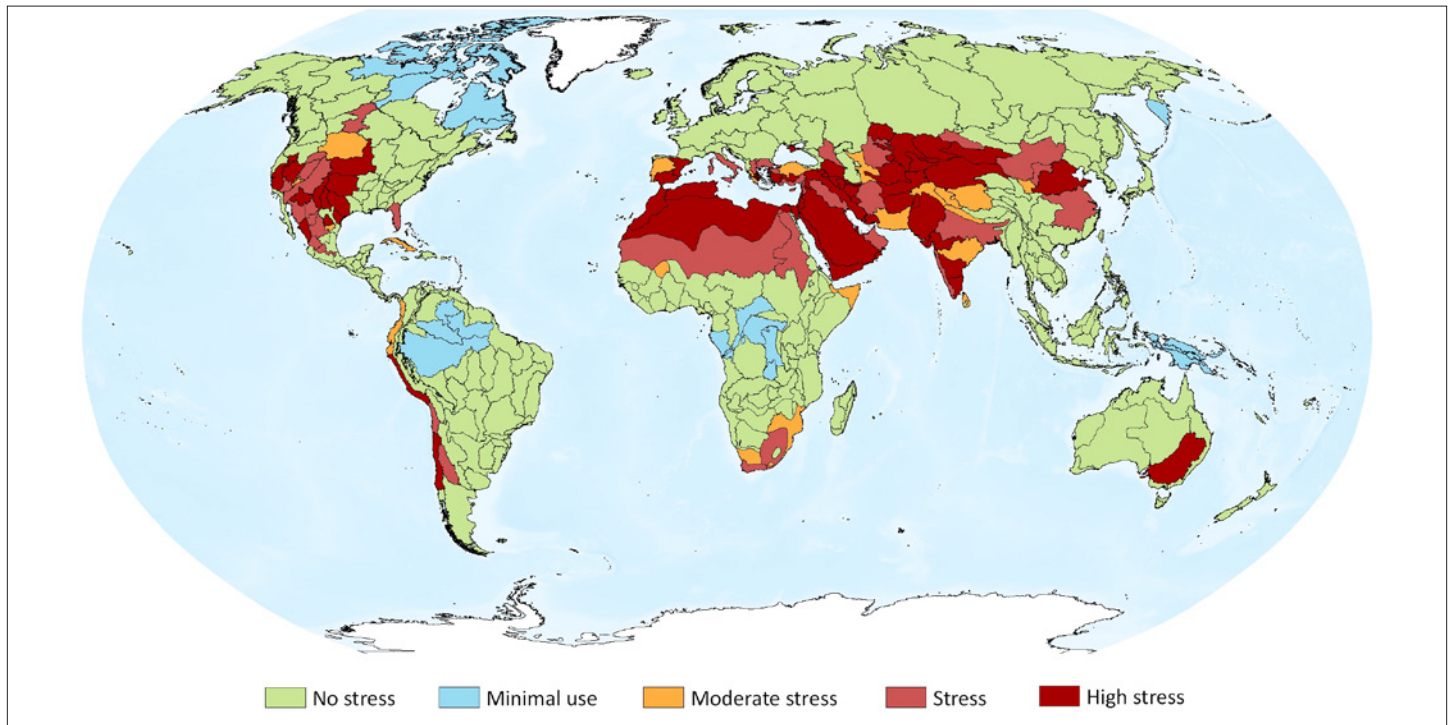 No stress
Minimal use
Moderate stress
Stress
High stress